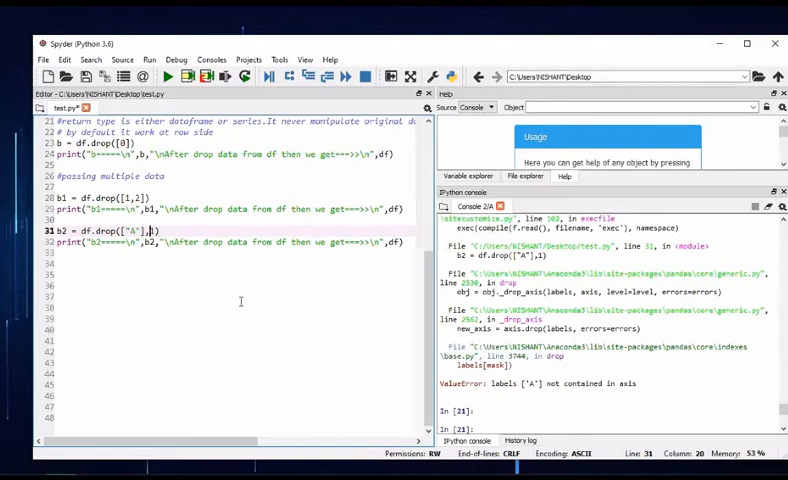 Spyder (Python 3.6)
File Edit Search Source Run Debug Consoles Projects Tools View Help
C:\Users\NISHANT\Desktop
Editor - C:\Users\NISHANT\Desktop\test.py
Help
test.py*
Source Console Object
21 #return type is either dataframe or series.It never manipulate original d
22 # by default it work at row side
23 b = df.drop([0])
24 print("b=====\n",b,"\nAfter drop data from df then we get===>>\n",df)
25
26 #passing multiple data
27
28 b1 = df.drop([1,2])
29 print("b1=====\n",b1,"\nAfter drop data from df then we get===>>\n",df)
30
31 b2 = df.drop(["A"],1)
32 print("b2=====\n",b2,"\nAfter drop data from df then we get===>>\n",df)
33
34
35
36
37
38
39
40
41
42
43
44
45
46
47
48
Usage
Here you can get help of any object by pressing
Variable explorer File explorer Help
IPython console
Console 2/A
\sitecustomize.py", line 102, in execfile
exec(compile(f.read(), filename, 'exec'), namespace)
File "C:/Users/NISHANT/Desktop/test.py", line 31, in <module>
b2 = df.drop(["A"],1)
File "C:\Users\NISHANT\Anaconda3\lib\site-packages\pandas\core\generic.py",
line 2530, in drop
obj = obj._drop_axis(labels, axis, level=level, errors=errors)
File "C:\Users\NISHANT\Anaconda3\lib\site-packages\pandas\core\generic.py",
line 2562, in _drop_axis
new_axis = axis.drop(labels, errors=errors)
File "C:\Users\NISHANT\Anaconda3\lib\site-packages\pandas\core\indexes
\base.py", line 3744, in drop
labels[mask])
ValueError: labels ['A'] not contained in axis
In [21]:
In [21]:
IPython console History log
Permissions: RW End-of-lines: CRLF Encoding: ASCII Line: 31 Column: 20 Memory: 53 %